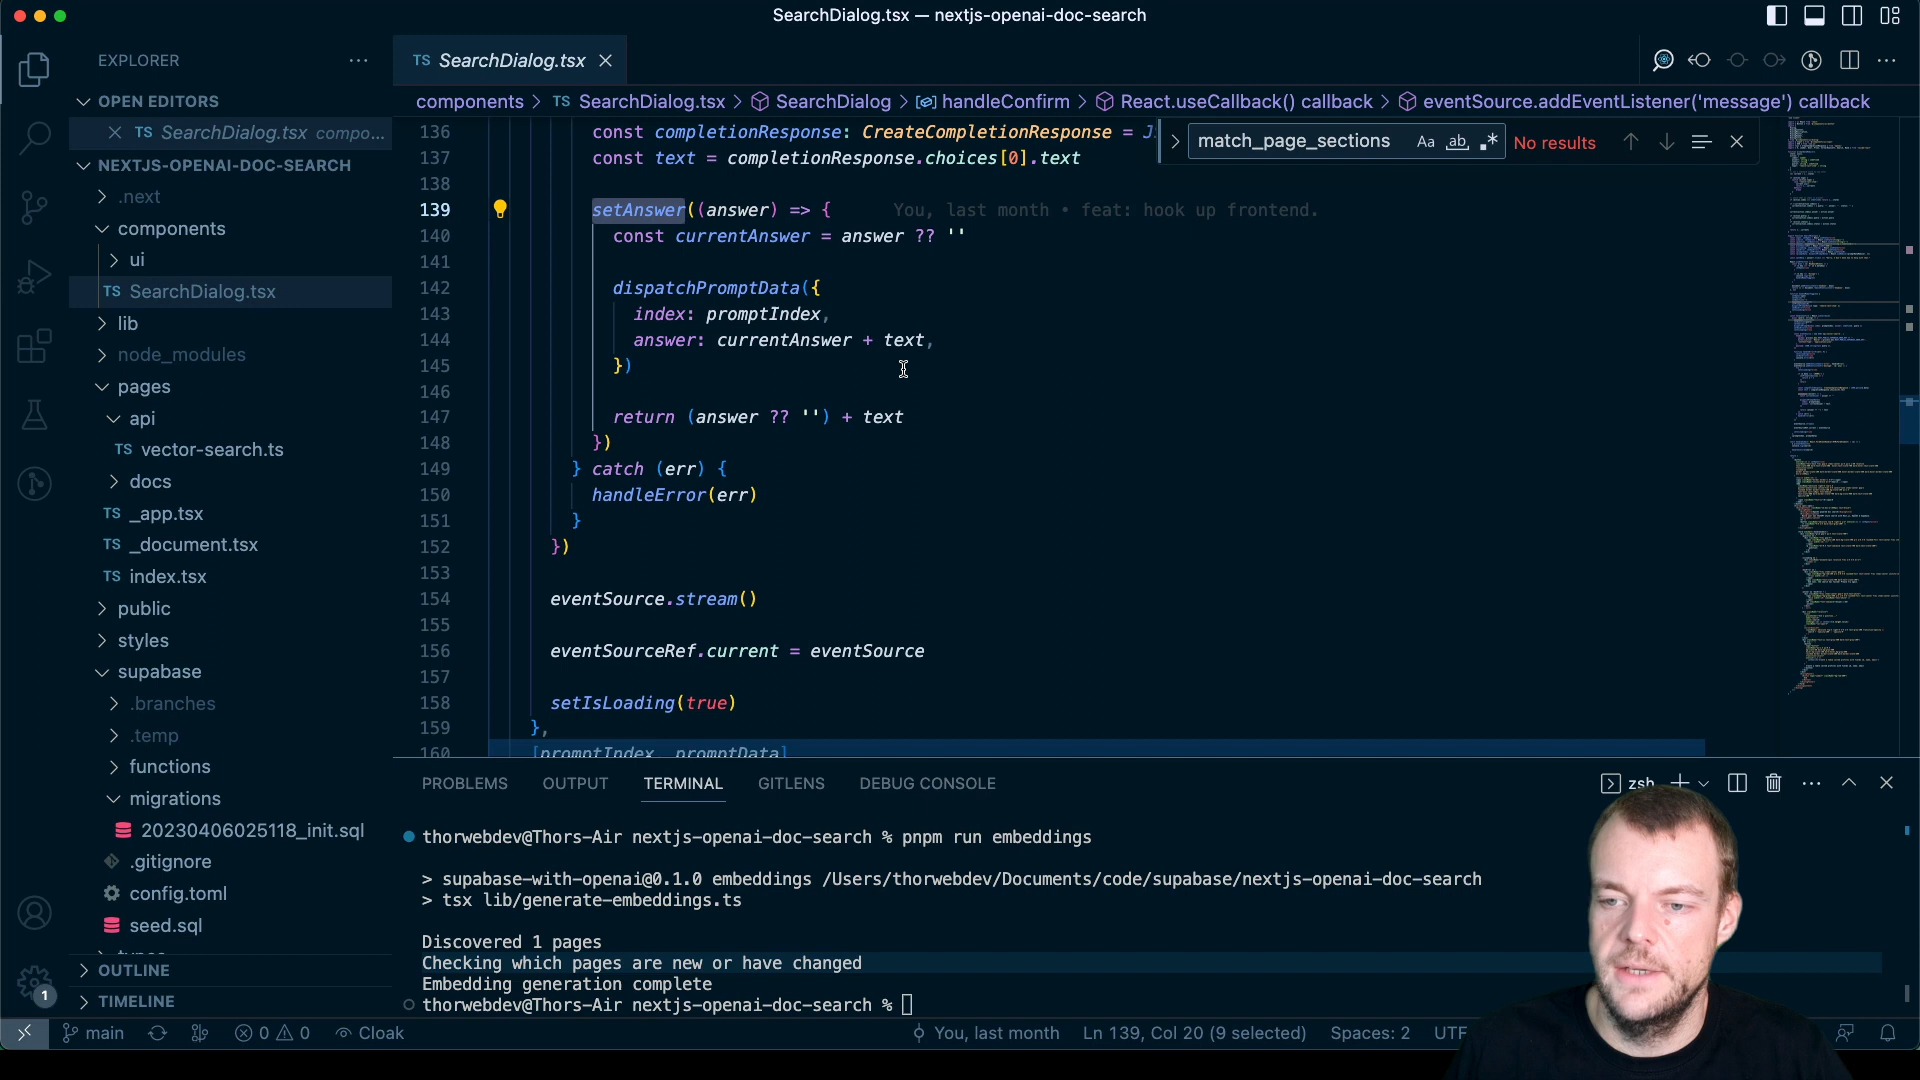 SearchDialog.tsx — nextjs-openai-doc-search
EXPLORER
OPEN EDITORS
TS SearchDialog.tsx compo...
NEXTJS-OPENAI-DOC-SEARCH
.next
components
ui
TS SearchDialog.tsx
lib
node_modules
pages
api
TS vector-search.ts
docs
TS _app.tsx
TS _document.tsx
TS index.tsx
public
styles
supabase
.branches
.temp
functions
migrations
20230406025118_init.sql
.gitignore
config.toml
seed.sql
OUTLINE
TIMELINE
1
TS SearchDialog.tsx
components > TS SearchDialog.tsx > SearchDialog > handleConfirm > React.useCallback() callback > eventSource.addEventListener('message') callback
match_page_sections Aa ab .* No results
136 const completionResponse: CreateCompletionResponse = J
137 const text = completionResponse.choices[0].text
138
139 setAnswer((answer) => { You, last month • feat: hook up frontend.
140 const currentAnswer = answer ?? ''
141
142 dispatchPromptData({
143 index: promptIndex,
144 answer: currentAnswer + text,
145 })
146
147 return (answer ?? '') + text
148 })
149 } catch (err) {
150 handleError(err)
151 }
152 })
153
154 eventSource.stream()
155
156 eventSourceRef.current = eventSource
157
158 setIsLoading(true)
159 },
160 [promptIndex, promptData]
PROBLEMS OUTPUT TERMINAL GITLENS DEBUG CONSOLE
zsh
thorwebdev@Thors-Air nextjs-openai-doc-search % pnpm run embeddings
> supabase-with-openai@0.1.0 embeddings /Users/thorwebdev/Documents/code/supabase/nextjs-openai-doc-search
> tsx lib/generate-embeddings.ts
Discovered 1 pages
Checking which pages are new or have changed
Embedding generation complete
thorwebdev@Thors-Air nextjs-openai-doc-search %
main 0 0 Cloak You, last month Ln 139, Col 20 (9 selected) Spaces: 2 UTF